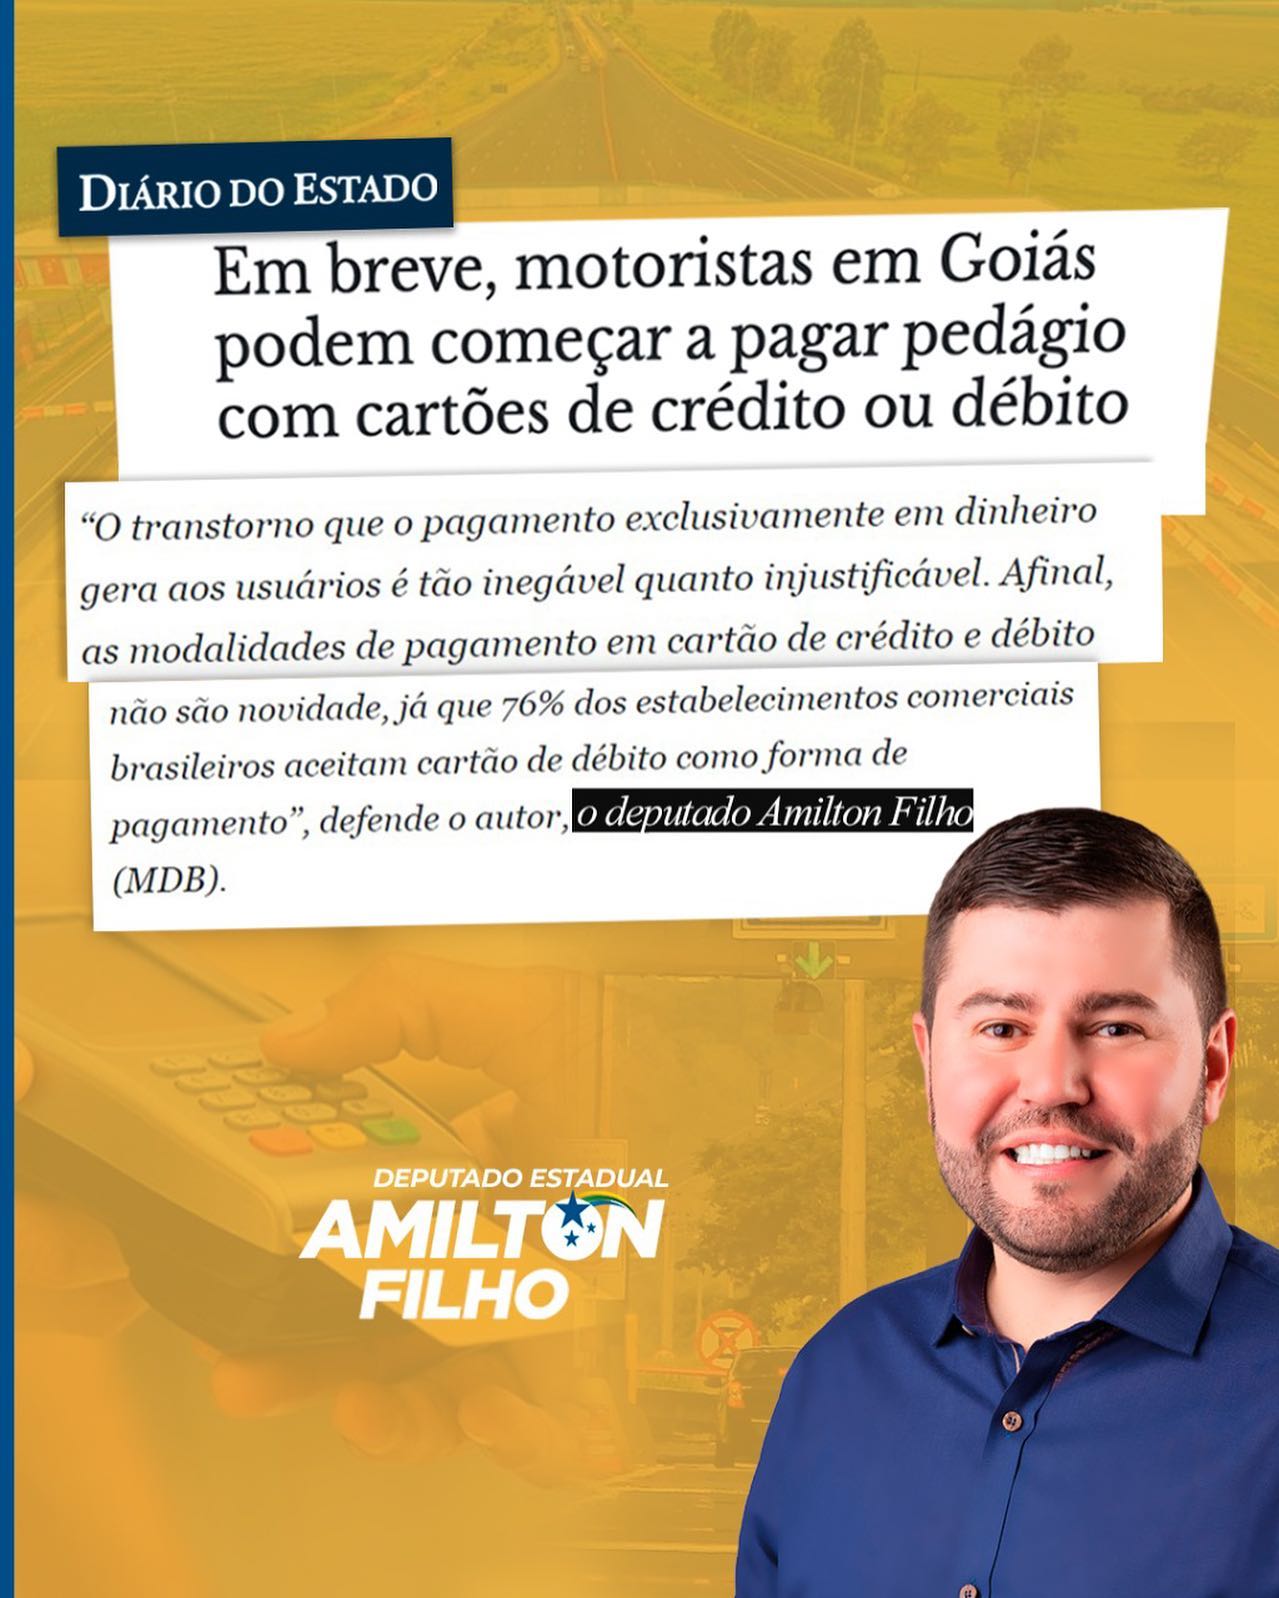 DIÁRIO DO ESTADO
Em breve, motoristas em Goiás
podem começar a pagar pedágio
com cartões de crédito ou débito
“O transtorno que o pagamento exclusivamente em dinheiro
gera aos usuários é tão inegável quanto injustificável. Afinal,
as modalidades de pagamento em cartão de crédito e débito
não são novidade, já que 76% dos estabelecimentos comerciais
brasileiros aceitam cartão de débito como forma de
pagamento”, defende o autor, o deputado Amilton Filho
(MDB).
DEPUTADO ESTADUAL
AMILTON
FILHO